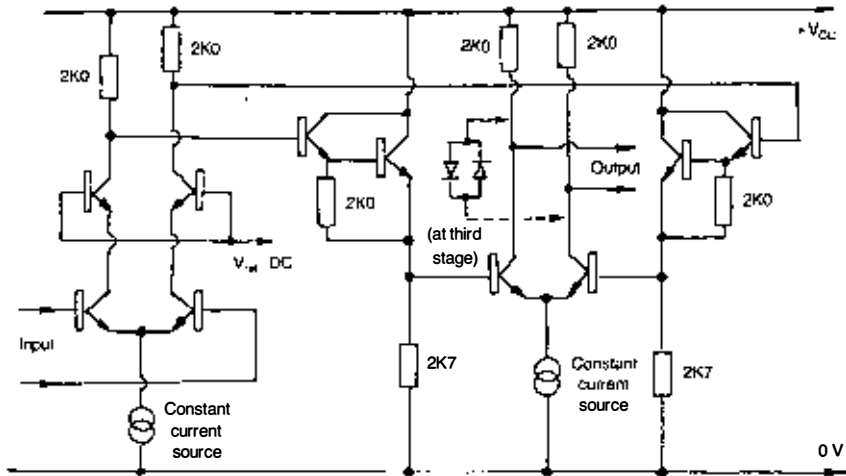 2K0
2K0
2K0
2K0
+V
2K0
Output
2K0
(at third
stage)
DC
Input
2K7
2K7
Constant
current
source
Constant
current
source
0 V